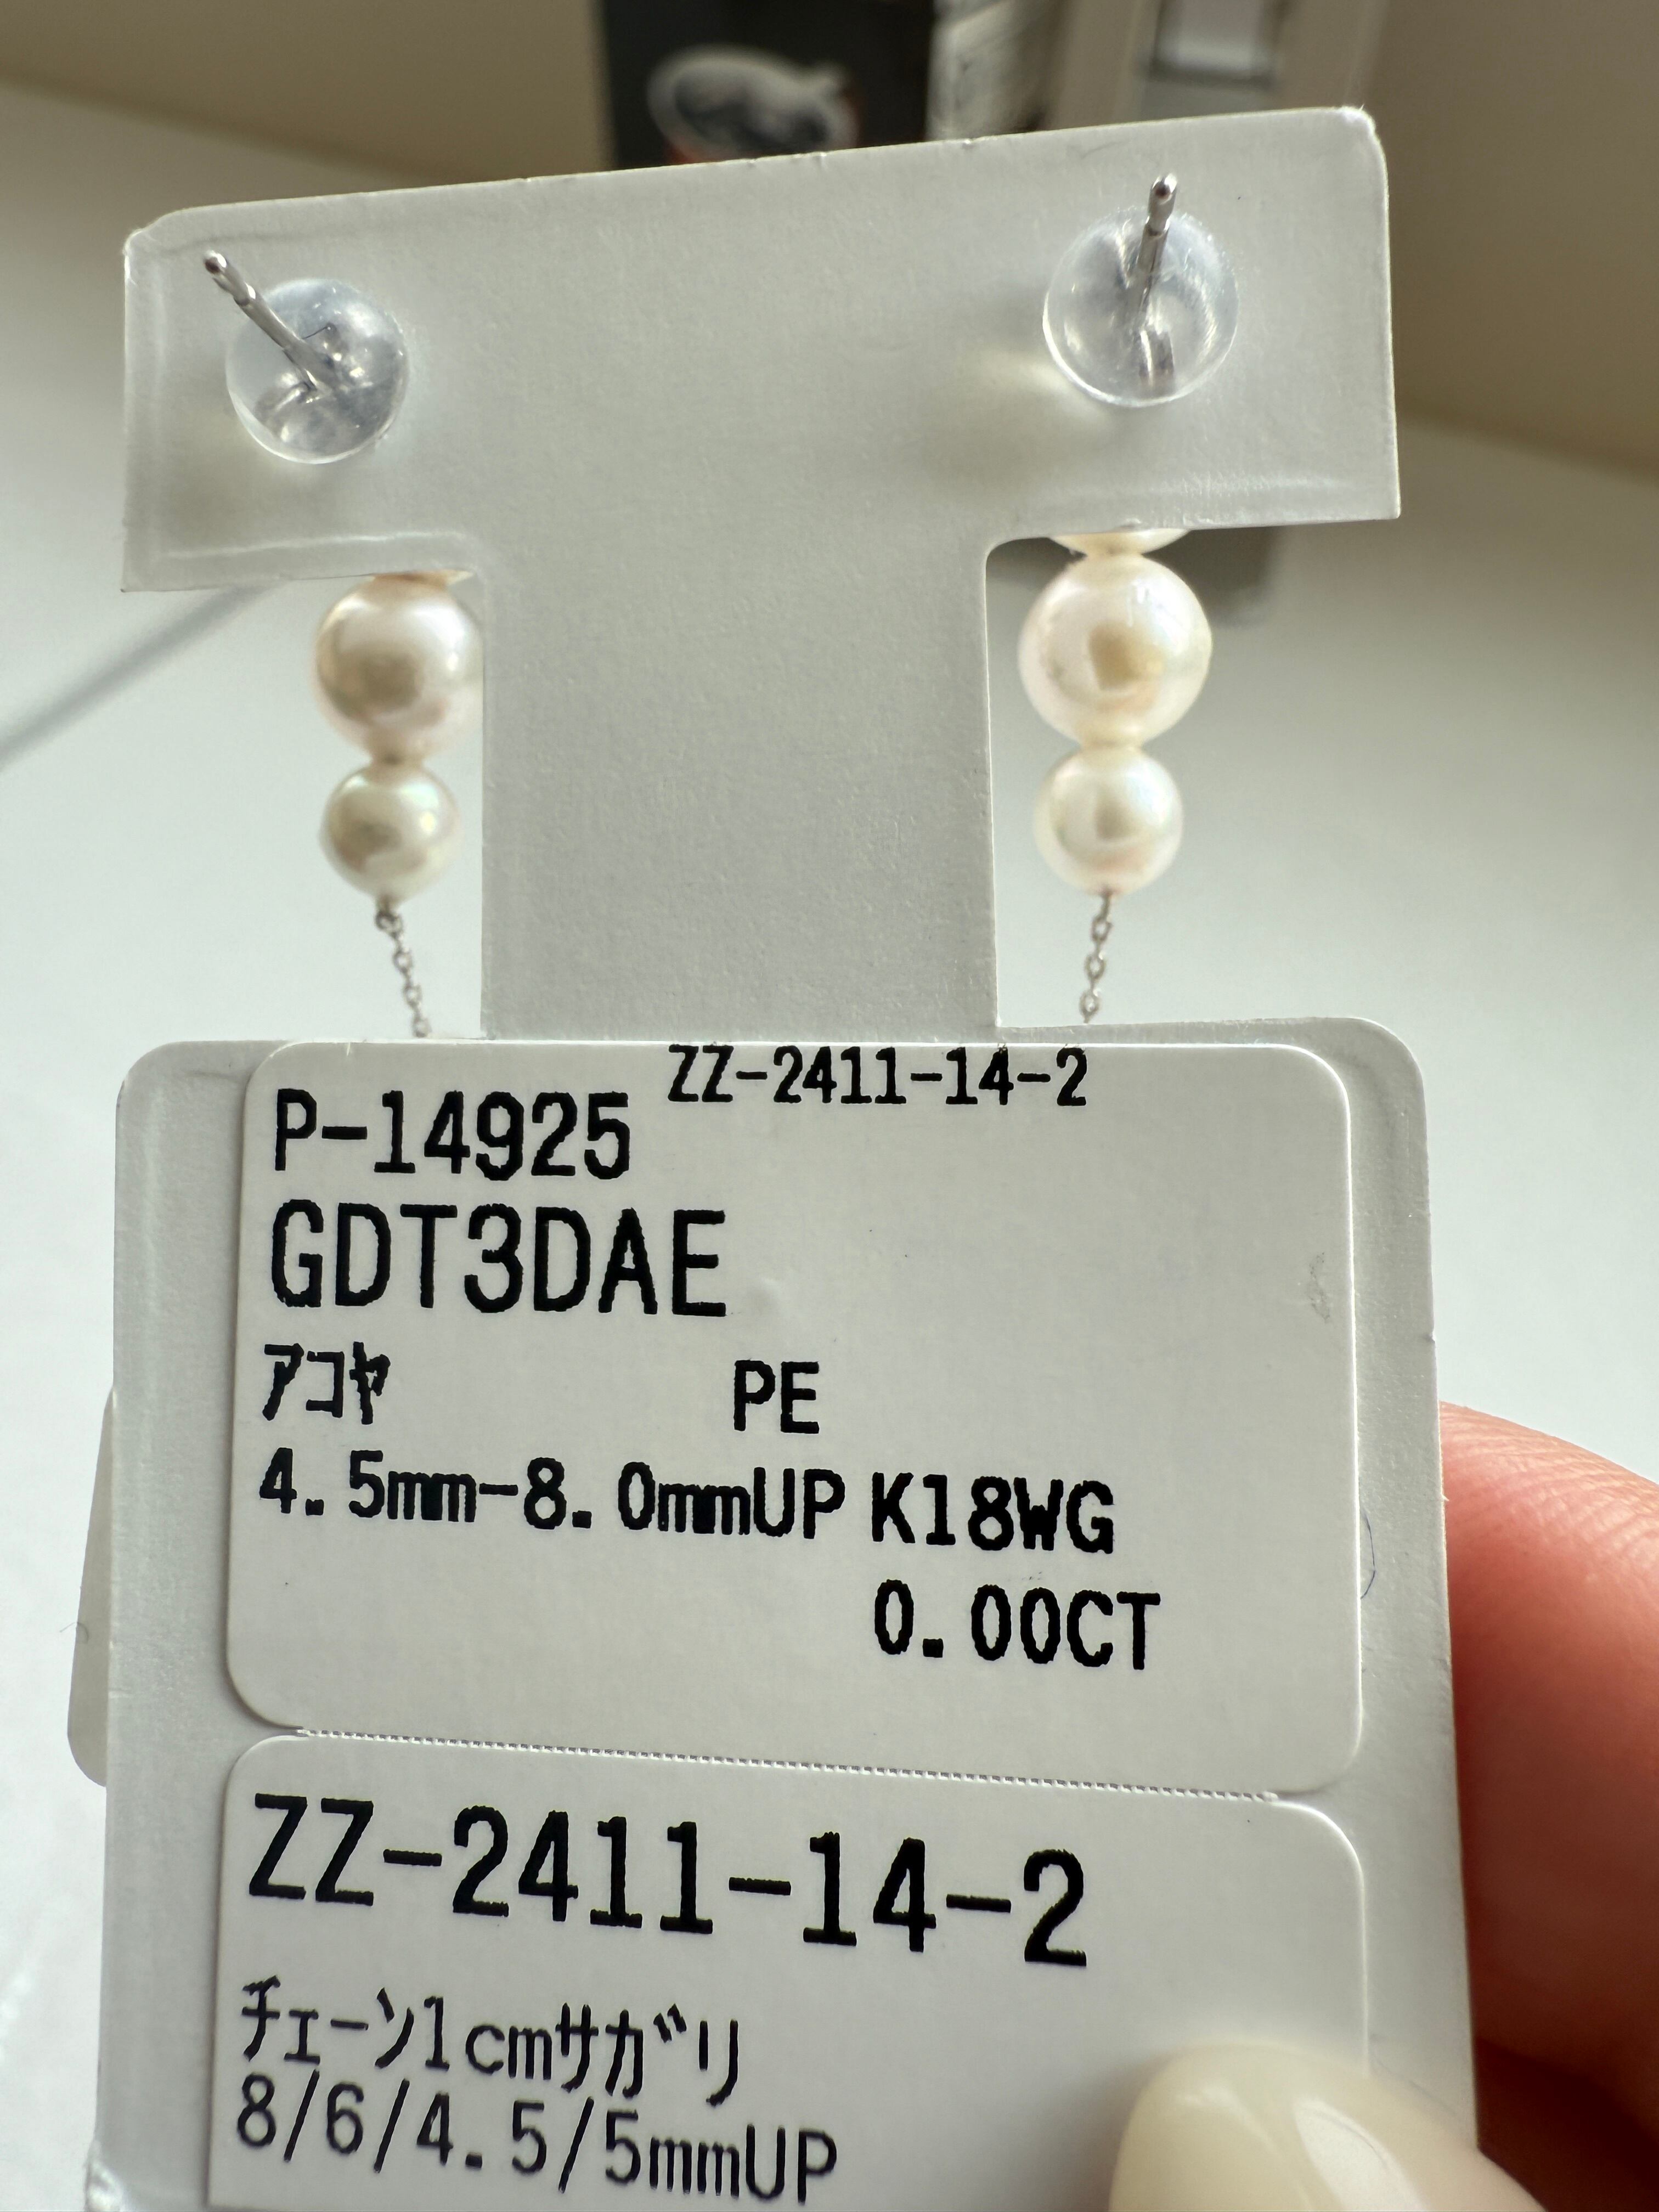 ZZ-2411-14-2
P-14925
GDT3DAE
アコヤ PE
4.5mm-8.0mmUP K18WG
0.00CT
ZZ-2411-14-2
チェーン1cmサガリ
8/6/4.5/5mmUP